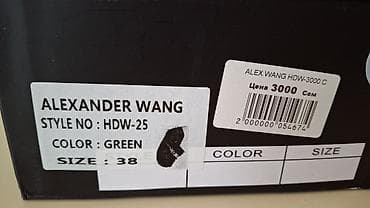 ALEXANDER WANG
STYLE NO : HDW-25
COLOR : GREEN
SIZE : 38
ALEX.WANG HDW-3000 C
Цена 3000 Сом
2 000000 054674
COLOR
SIZE